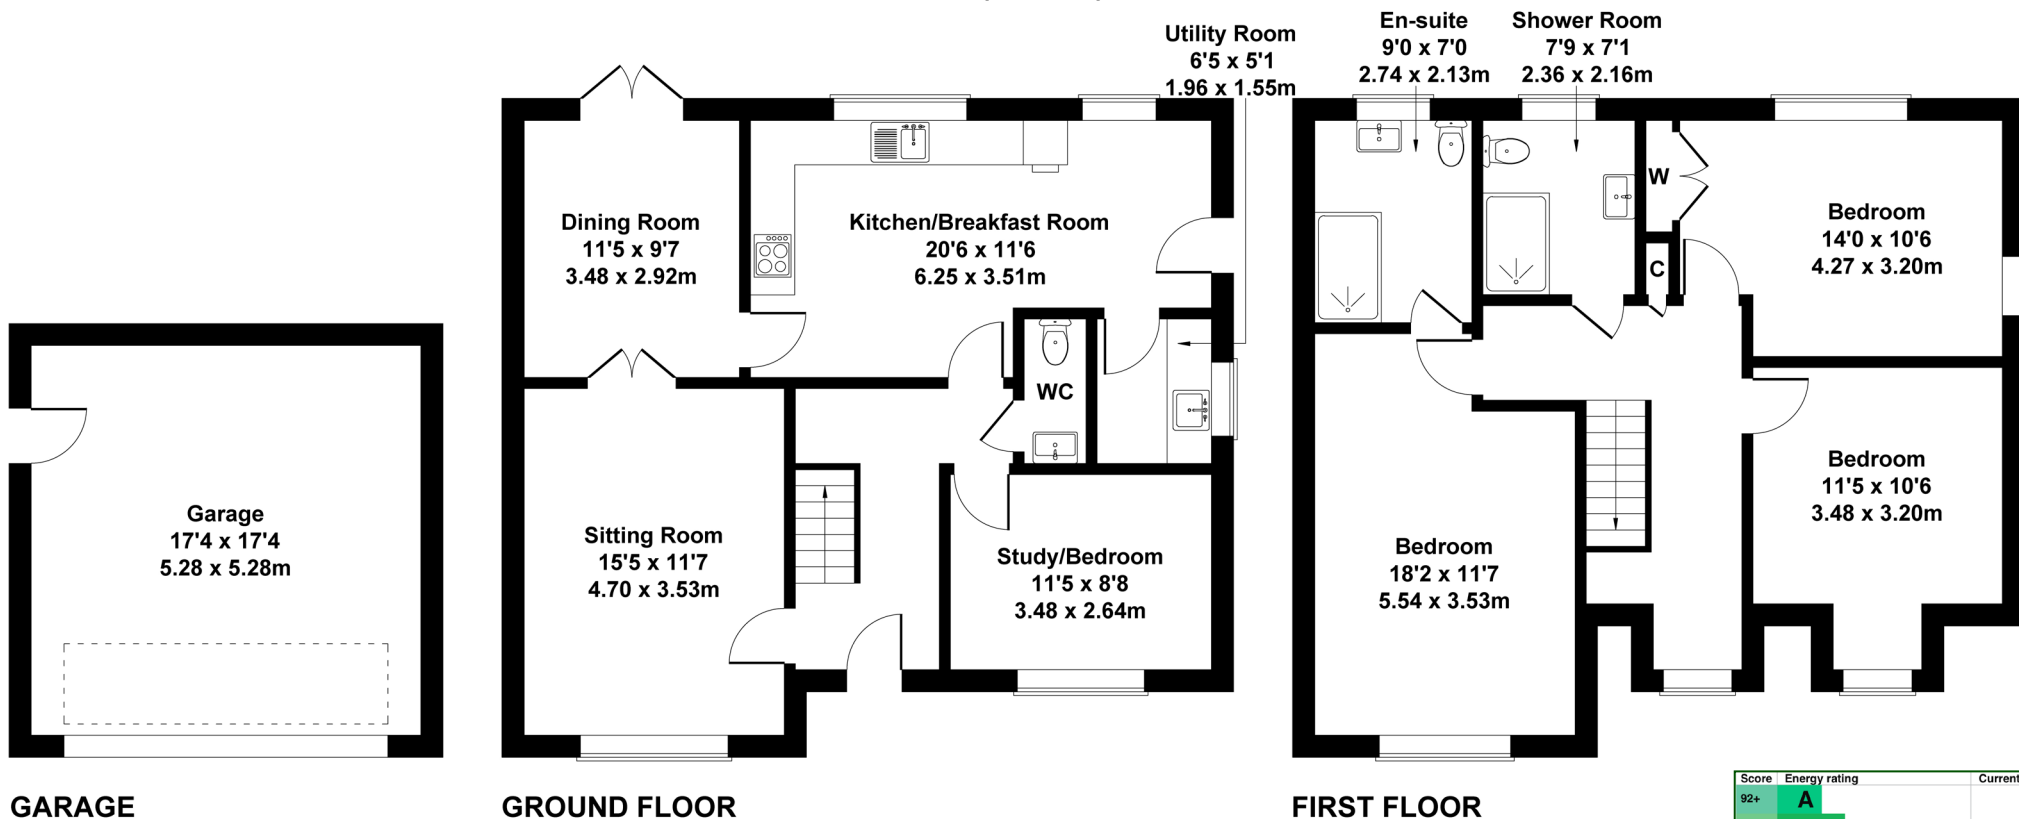 Utility Room
6'5 x 5'1
1.96 x 1.55m
En-suite
9'0 x 7'0
2.74 x 2.13m
Shower Room
7'9 x 7'1
2.36 x 2.16m
Dining Room
11'5 x 9'7
3.48 x 2.92m
Kitchen/Breakfast Room
20'6 x 11'6
6.25 x 3.51m
W
C
Bedroom
14'0 x 10'6
4.27 x 3.20m
WC
Garage
17'4 x 17'4
5.28 x 5.28m
Sitting Room
15'5 x 11'7
4.70 x 3.53m
Study/Bedroom
11'5 x 8'8
3.48 x 2.64m
Bedroom
18'2 x 11'7
5.54 x 3.53m
Bedroom
11'5 x 10'6
3.48 x 3.20m
GARAGE
GROUND FLOOR
FIRST FLOOR
Score Energy rating Current
92+ A